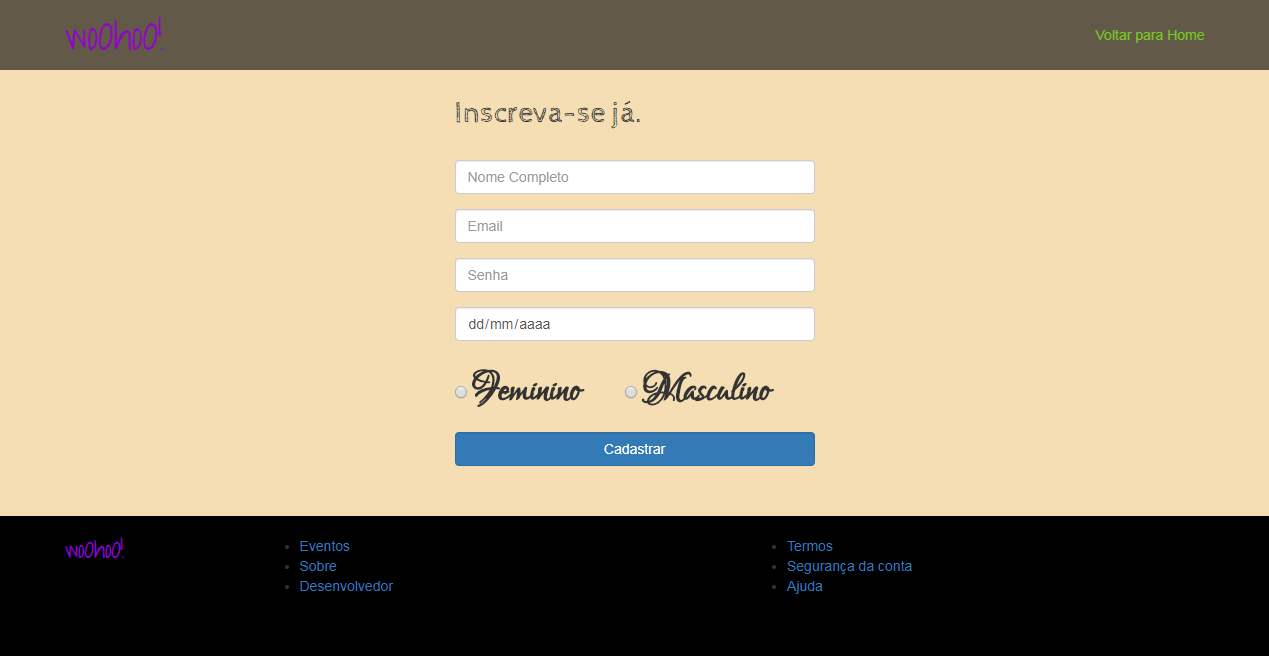 woOhoO!
Voltar para Home
Inscreva-se já.
Nome Completo
Email
Senha
dd/mm/aaaa
Feminino Masculino
Cadastrar
woOhoO!
Eventos
Sobre
Desenvolvedor
Termos
Segurança da conta
Ajuda